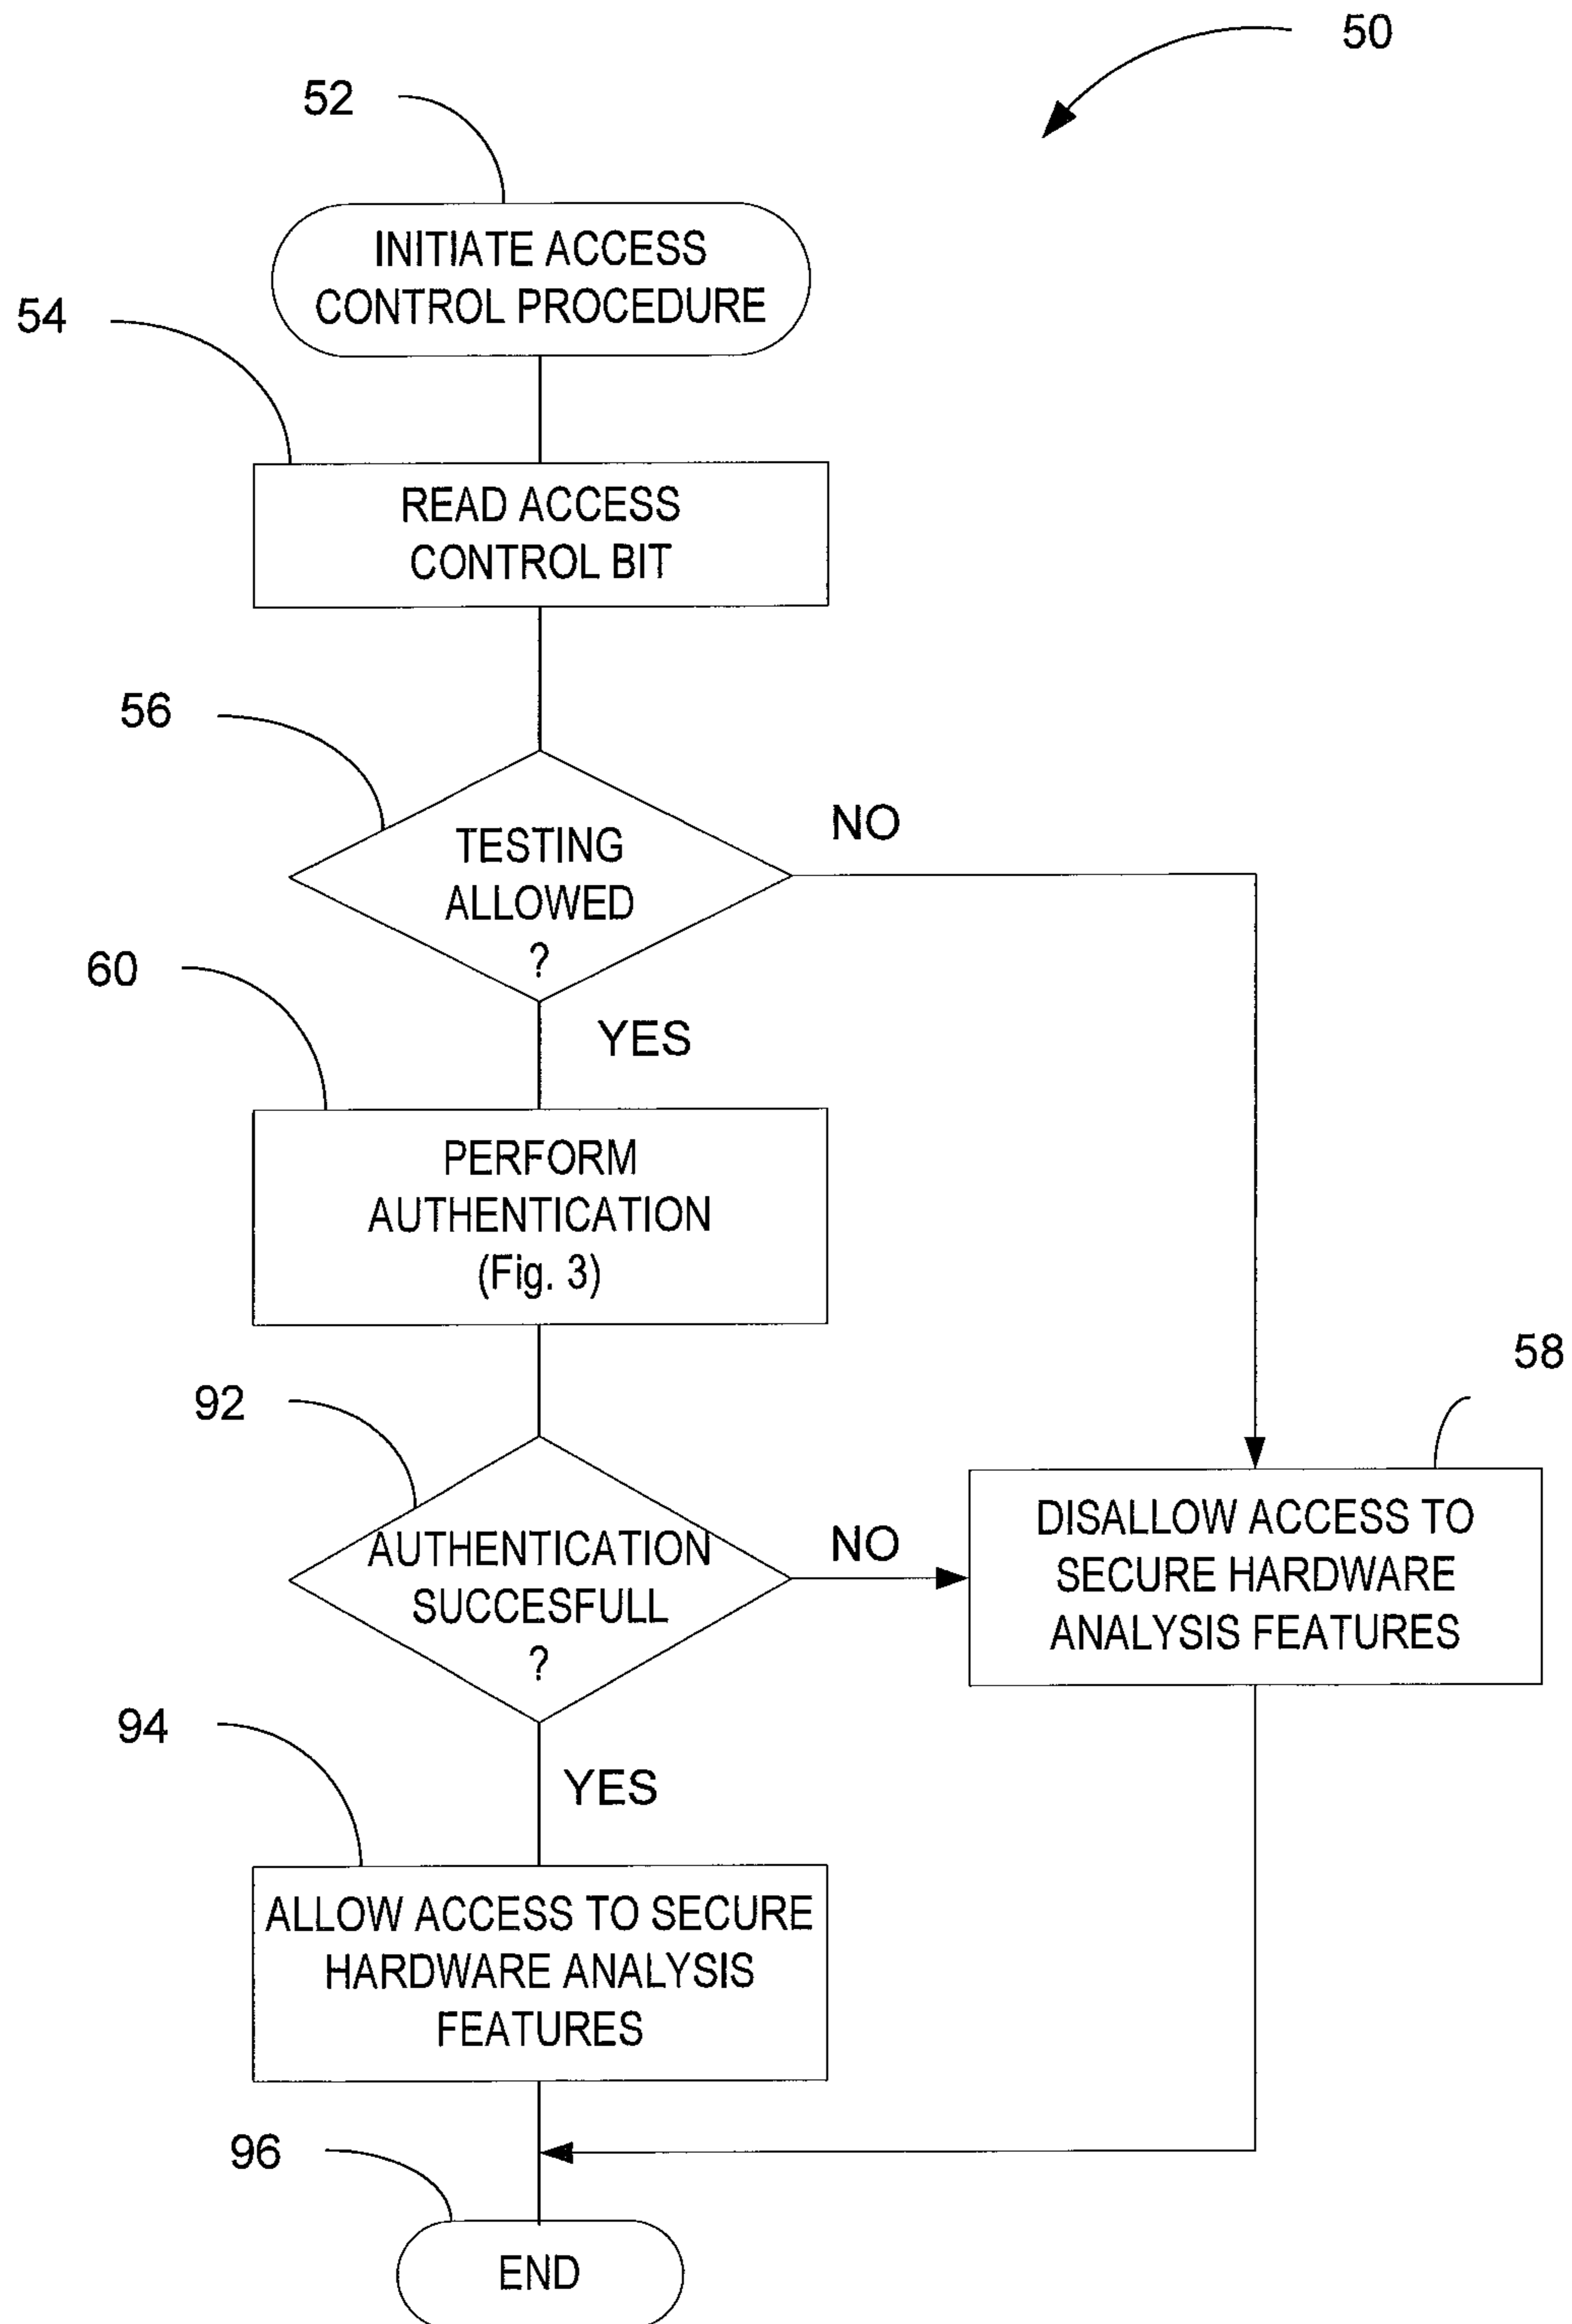 50
52
INITIATE ACCESS
CONTROL PROCEDURE
54
READ ACCESS
CONTROL BIT
56
TESTING
ALLOWED
?
NO
60
YES
PERFORM
AUTHENTICATION
(Fig. 3)
58
92
AUTHENTICATION
SUCCESFULL
?
NO
DISALLOW ACCESS TO
SECURE HARDWARE
ANALYSIS FEATURES
94
YES
ALLOW ACCESS TO SECURE
HARDWARE ANALYSIS
FEATURES
96
END